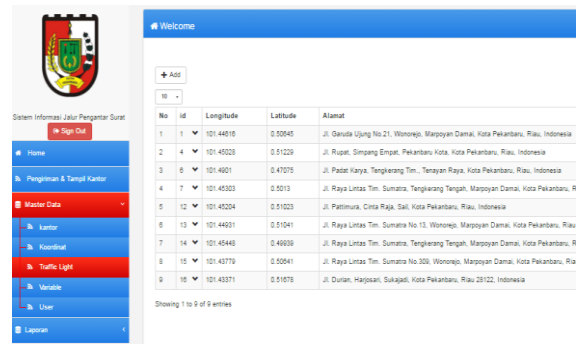 Welcome
Add
10
Sistem Informasi Jalur Pengantar Surat
Sign Out
Home
Pengiriman & Tampil Kantor
Master Data
kantor
Koordinat
Traffic Light
Variable
User
Laporan
No id Longitude Latitude Alamat
1 1 101.44616 0.50645 Jl. Garuda Ujung No.21, Wonorejo, Marpoyan Damai, Kota Pekanbaru, Riau, Indonesia
2 4 101.45028 0.51229 Jl. Rupat, Simpang Empat, Pekanbaru Kota, Kota Pekanbaru, Riau, Indonesia
3 6 101.4901 0.47075 Jl. Padat Karya, Tengkerang Tim., Tenayan Raya, Kota Pekanbaru, Riau, Indonesia
4 7 101.45303 0.5013 Jl. Raya Lintas Tim. Sumatra, Tengkerang Tengah, Marpoyan Damai, Kota Pekanbaru, R
5 12 101.45204 0.51023 Jl. Pattimura, Cinta Raja, Sail, Kota Pekanbaru, Riau, Indonesia
6 13 101.44931 0.51041 Jl. Raya Lintas Tim. Sumatra No.13, Wonorejo, Marpoyan Damai, Kota Pekanbaru, Riau
7 14 101.45448 0.49939 Jl. Raya Lintas Tim. Sumatra, Tengkerang Tengah, Marpoyan Damai, Kota Pekanbaru, R
8 15 101.43779 0.50641 Jl. Raya Lintas Tim. Sumatra No.309, Wonorejo, Marpoyan Damai, Kota Pekanbaru, Ria
9 16 101.43371 0.51678 Jl. Durian, Harjosari, Sukajadi, Kota Pekanbaru, Riau 28122, Indonesia
Showing 1 to 9 of 9 entries